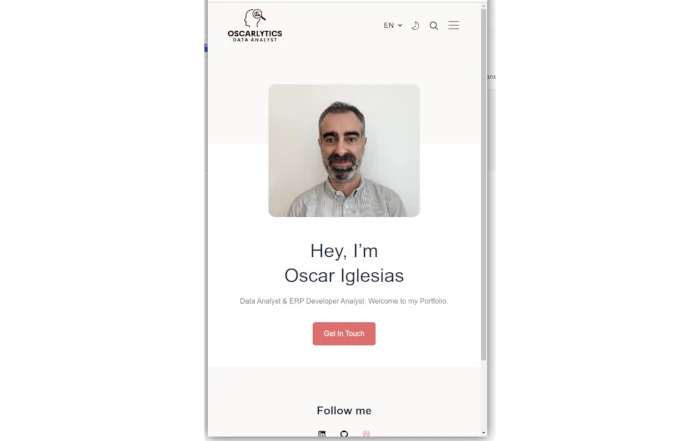 OSCARLYTICS
DATA ANALYST
EN
Hey, I'm
Oscar Iglesias
Data Analyst & ERP Developer Analyst. Welcome to my Portfolio.
Get In Touch
Follow me